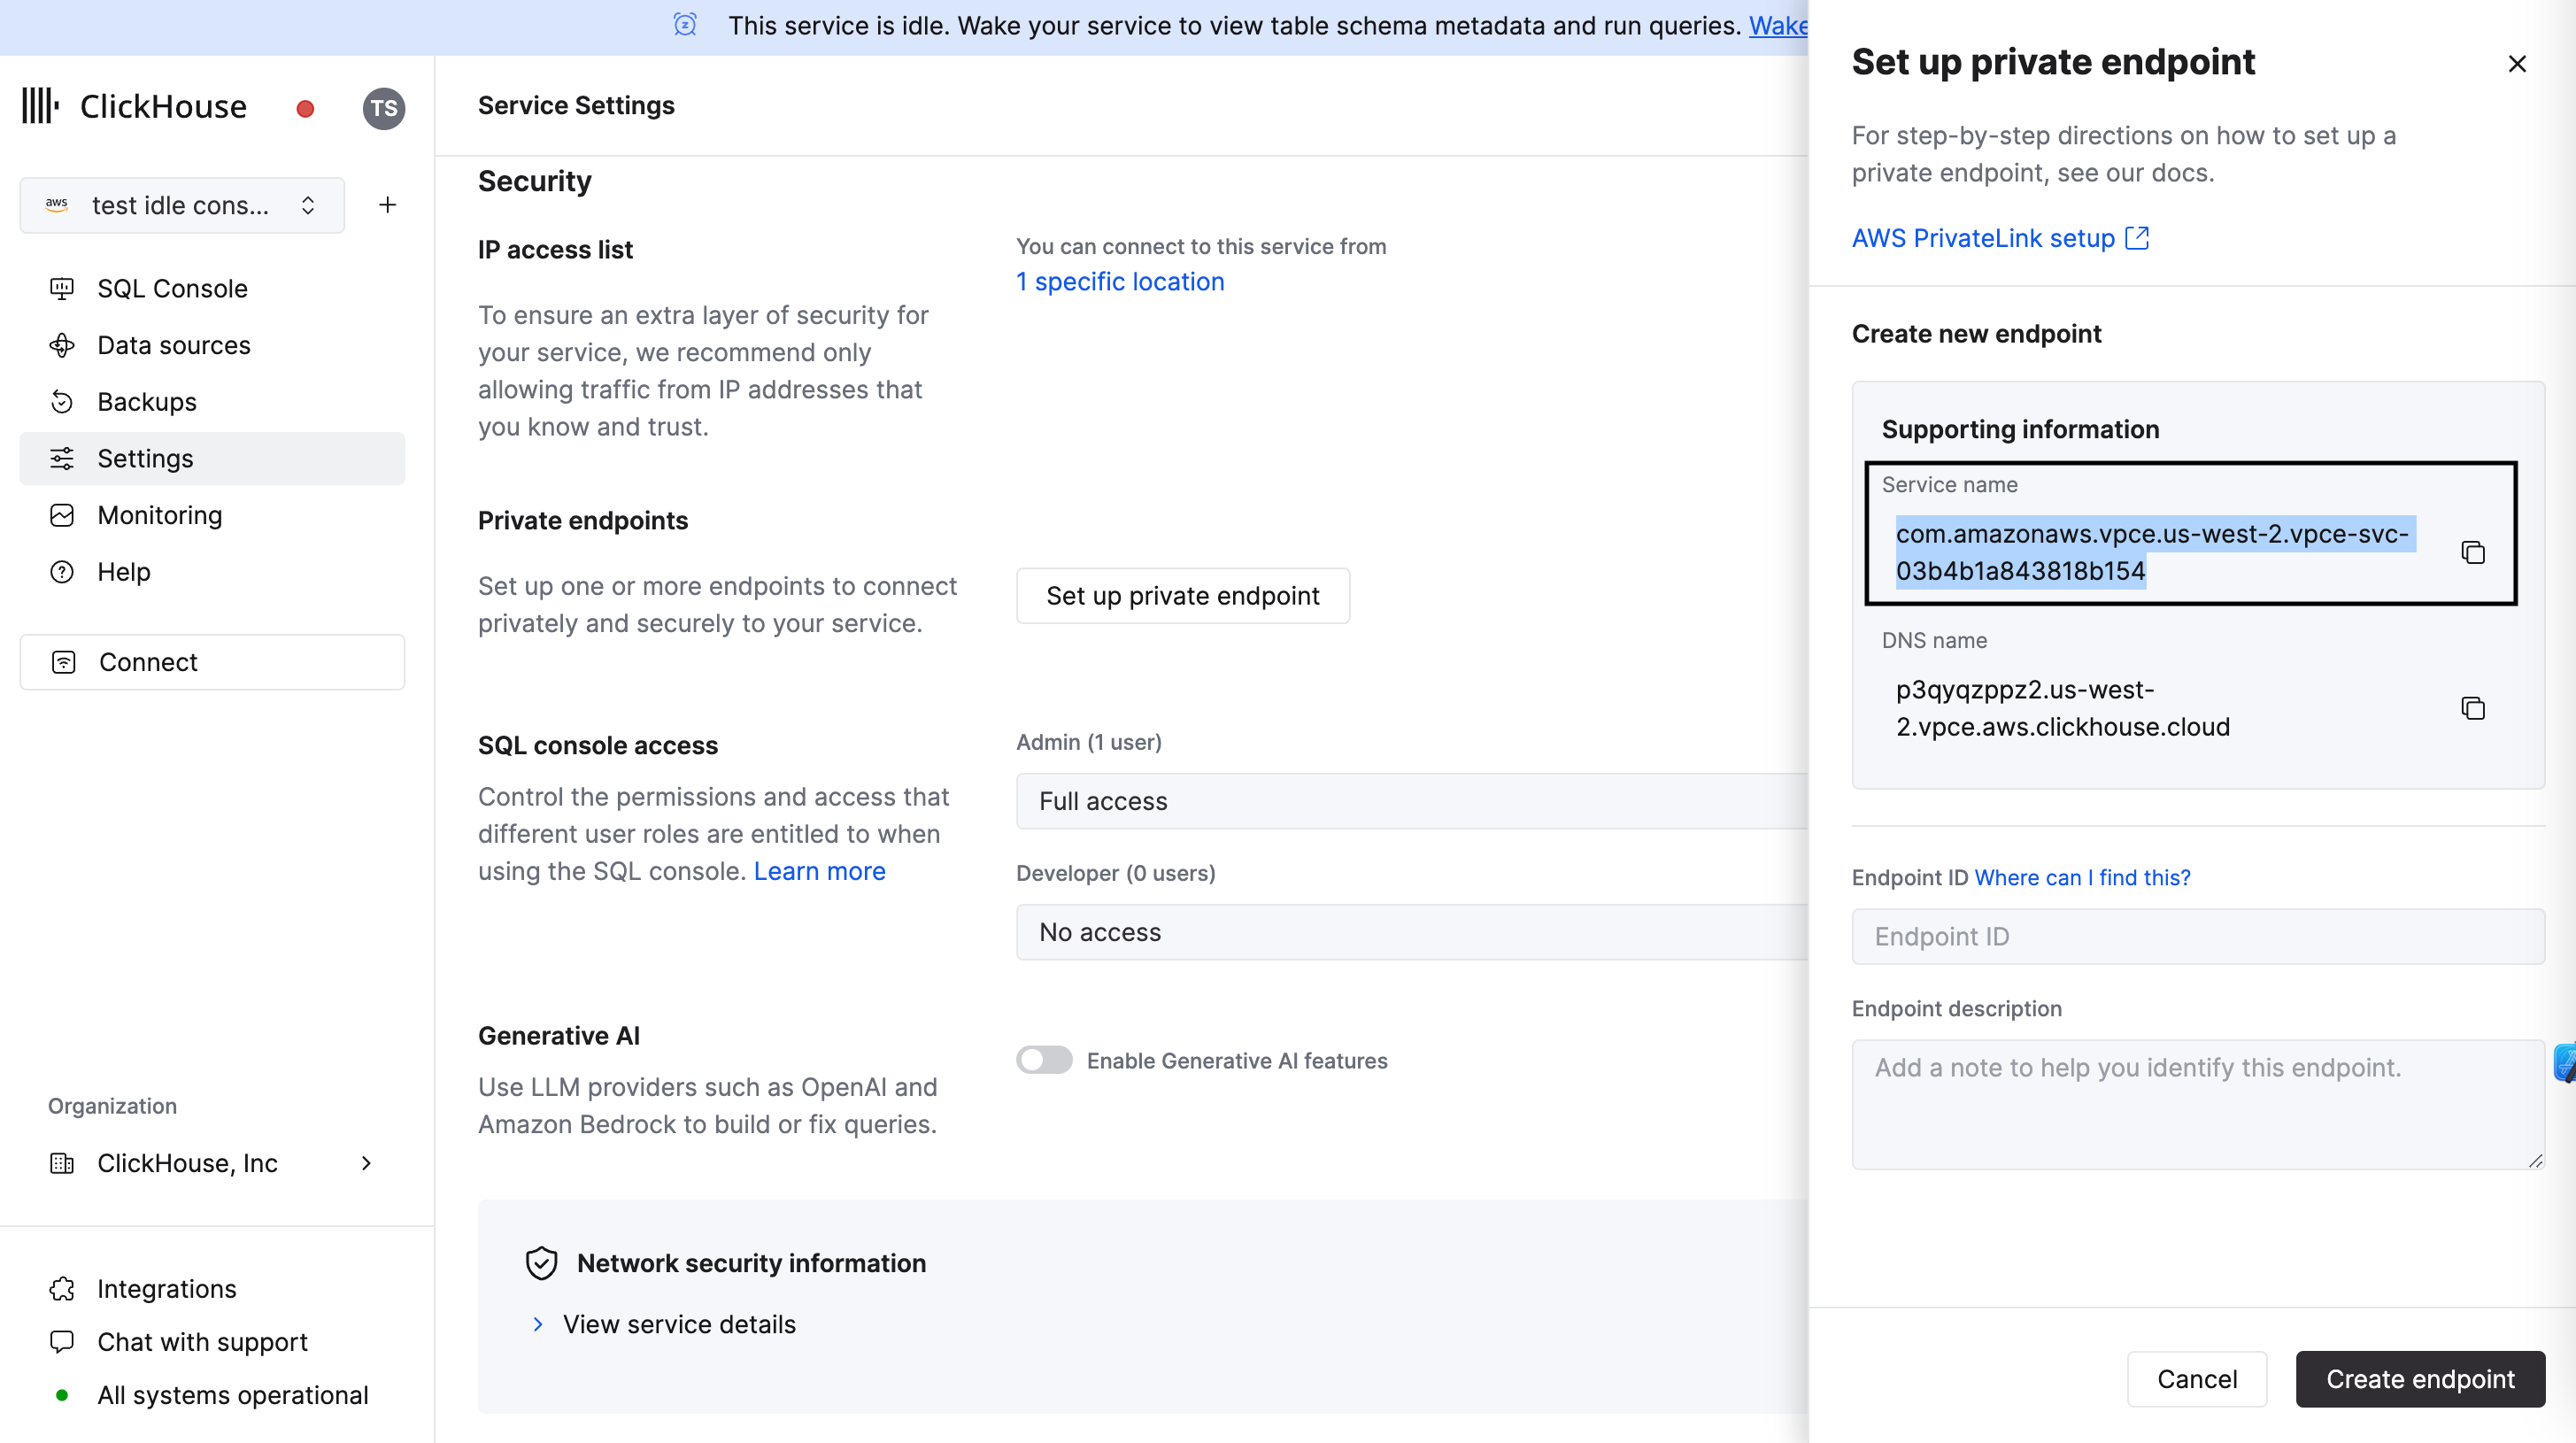 This service is idle. Wake your service to view table schema metadata and run queries. Wake
ClickHouse
TS
aws
test idle cons...
SQL Console
Data sources
Backups
Settings
Monitoring
Help
Connect
Organization
ClickHouse, Inc
Integrations
Chat with support
All systems operational
Service Settings
Security
IP access list
To ensure an extra layer of security for
your service, we recommend only
allowing traffic from IP addresses that
you know and trust.
You can connect to this service from
1 specific location
Private endpoints
Set up one or more endpoints to connect
privately and securely to your service.
Set up private endpoint
SQL console access
Control the permissions and access that
different user roles are entitled to when
using the SQL console. Learn more
Admin (1 user)
Full access
Developer (0 users)
No access
Generative AI
Use LLM providers such as OpenAI and
Amazon Bedrock to build or fix queries.
Enable Generative AI features
Network security information
View service details
Set up private endpoint
For step-by-step directions on how to set up a
private endpoint, see our docs.
AWS PrivateLink setup
Create new endpoint
Supporting information
Service name
com.amazonaws.vpce.us-west-2.vpce-svc-
03b4b1a843818b154
DNS name
p3qyqzppz2.us-west-
2.vpce.aws.clickhouse.cloud
Endpoint ID Where can I find this?
Endpoint ID
Endpoint description
Add a note to help you identify this endpoint.
Cancel
Create endpoint